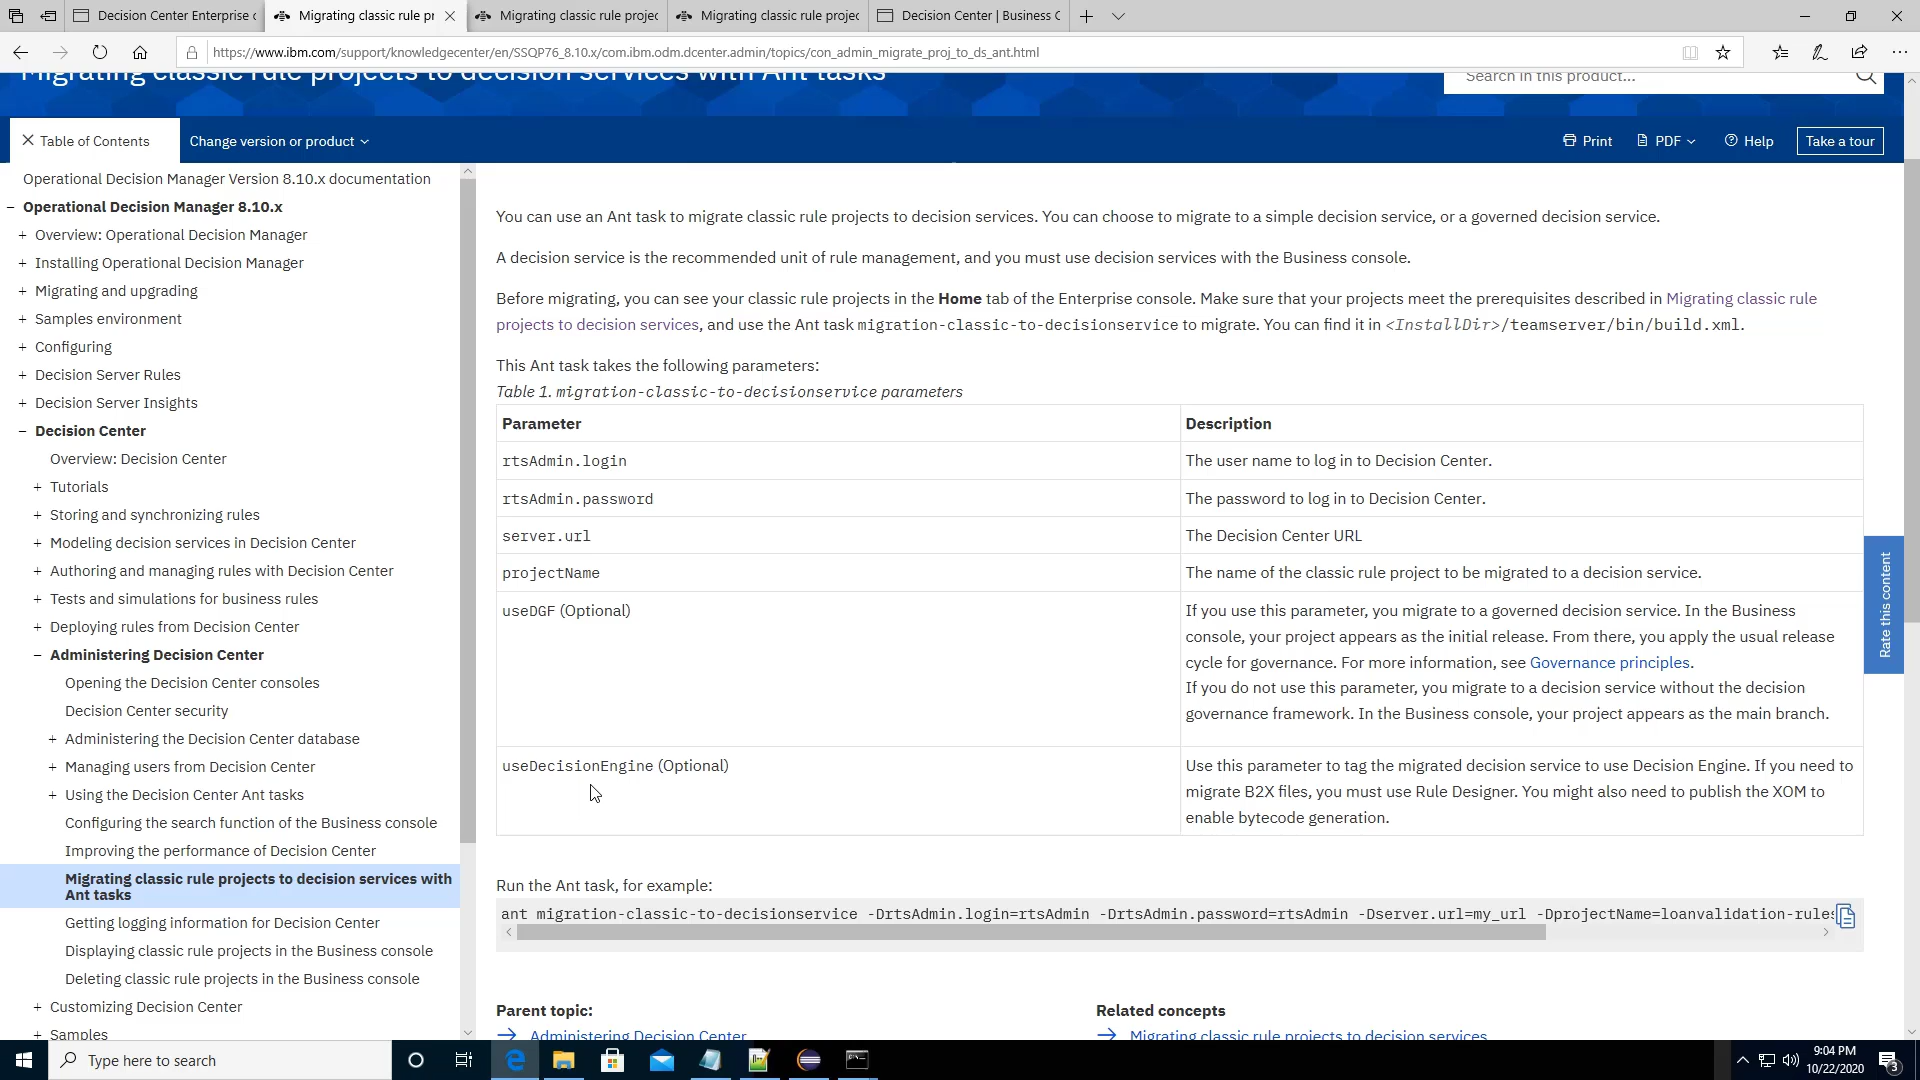 Decision Center Enterprise c
Migrating classic rule pr
Migrating classic rule projec
Migrating classic rule projec
Decision Center | Business C
https://www.ibm.com/support/knowledgecenter/en/SSQP76_8.10.x/com.ibm.odm.dcenter.admin/topics/con_admin_migrate_proj_to_ds_ant.html
Migrating classic rule projects to decision services with Ant tasks
Search in this product...
Table of Contents
Change version or product
Print
PDF
Help
Take a tour
Operational Decision Manager Version 8.10.x documentation
− Operational Decision Manager 8.10.x
+ Overview: Operational Decision Manager
+ Installing Operational Decision Manager
+ Migrating and upgrading
+ Samples environment
+ Configuring
+ Decision Server Rules
+ Decision Server Insights
− Decision Center
Overview: Decision Center
+ Tutorials
+ Storing and synchronizing rules
+ Modeling decision services in Decision Center
+ Authoring and managing rules with Decision Center
+ Tests and simulations for business rules
+ Deploying rules from Decision Center
− Administering Decision Center
Opening the Decision Center consoles
Decision Center security
+ Administering the Decision Center database
+ Managing users from Decision Center
+ Using the Decision Center Ant tasks
Configuring the search function of the Business console
Improving the performance of Decision Center
Migrating classic rule projects to decision services with
Ant tasks
Getting logging information for Decision Center
Displaying classic rule projects in the Business console
Deleting classic rule projects in the Business console
+ Customizing Decision Center
+ Samples
You can use an Ant task to migrate classic rule projects to decision services. You can choose to migrate to a simple decision service, or a governed decision service.
A decision service is the recommended unit of rule management, and you must use decision services with the Business console.
Before migrating, you can see your classic rule projects in the Home tab of the Enterprise console. Make sure that your projects meet the prerequisites described in Migrating classic rule
projects to decision services, and use the Ant task migration-classic-to-decisionservice to migrate. You can find it in <InstallDir>/teamserver/bin/build.xml.
This Ant task takes the following parameters:
Table 1. migration-classic-to-decisionservice parameters
Parameter
Description
rtsAdmin.login
The user name to log in to Decision Center.
rtsAdmin.password
The password to log in to Decision Center.
server.url
The Decision Center URL
projectName
The name of the classic rule project to be migrated to a decision service.
useDGF (Optional)
If you use this parameter, you migrate to a governed decision service. In the Business
console, your project appears as the initial release. From there, you apply the usual release
cycle for governance. For more information, see Governance principles.
If you do not use this parameter, you migrate to a decision service without the decision
governance framework. In the Business console, your project appears as the main branch.
useDecisionEngine (Optional)
Use this parameter to tag the migrated decision service to use Decision Engine. If you need to
migrate B2X files, you must use Rule Designer. You might also need to publish the XOM to
enable bytecode generation.
Run the Ant task, for example:
ant migration-classic-to-decisionservice -DrtsAdmin.login=rtsAdmin -DrtsAdmin.password=rtsAdmin -Dserver.url=my_url -DprojectName=loanvalidation-rules
Parent topic:
Administering Decision Center
Related concepts
Migrating classic rule projects to decision services
Rate this content
Type here to search
9:04 PM
10/22/2020
3